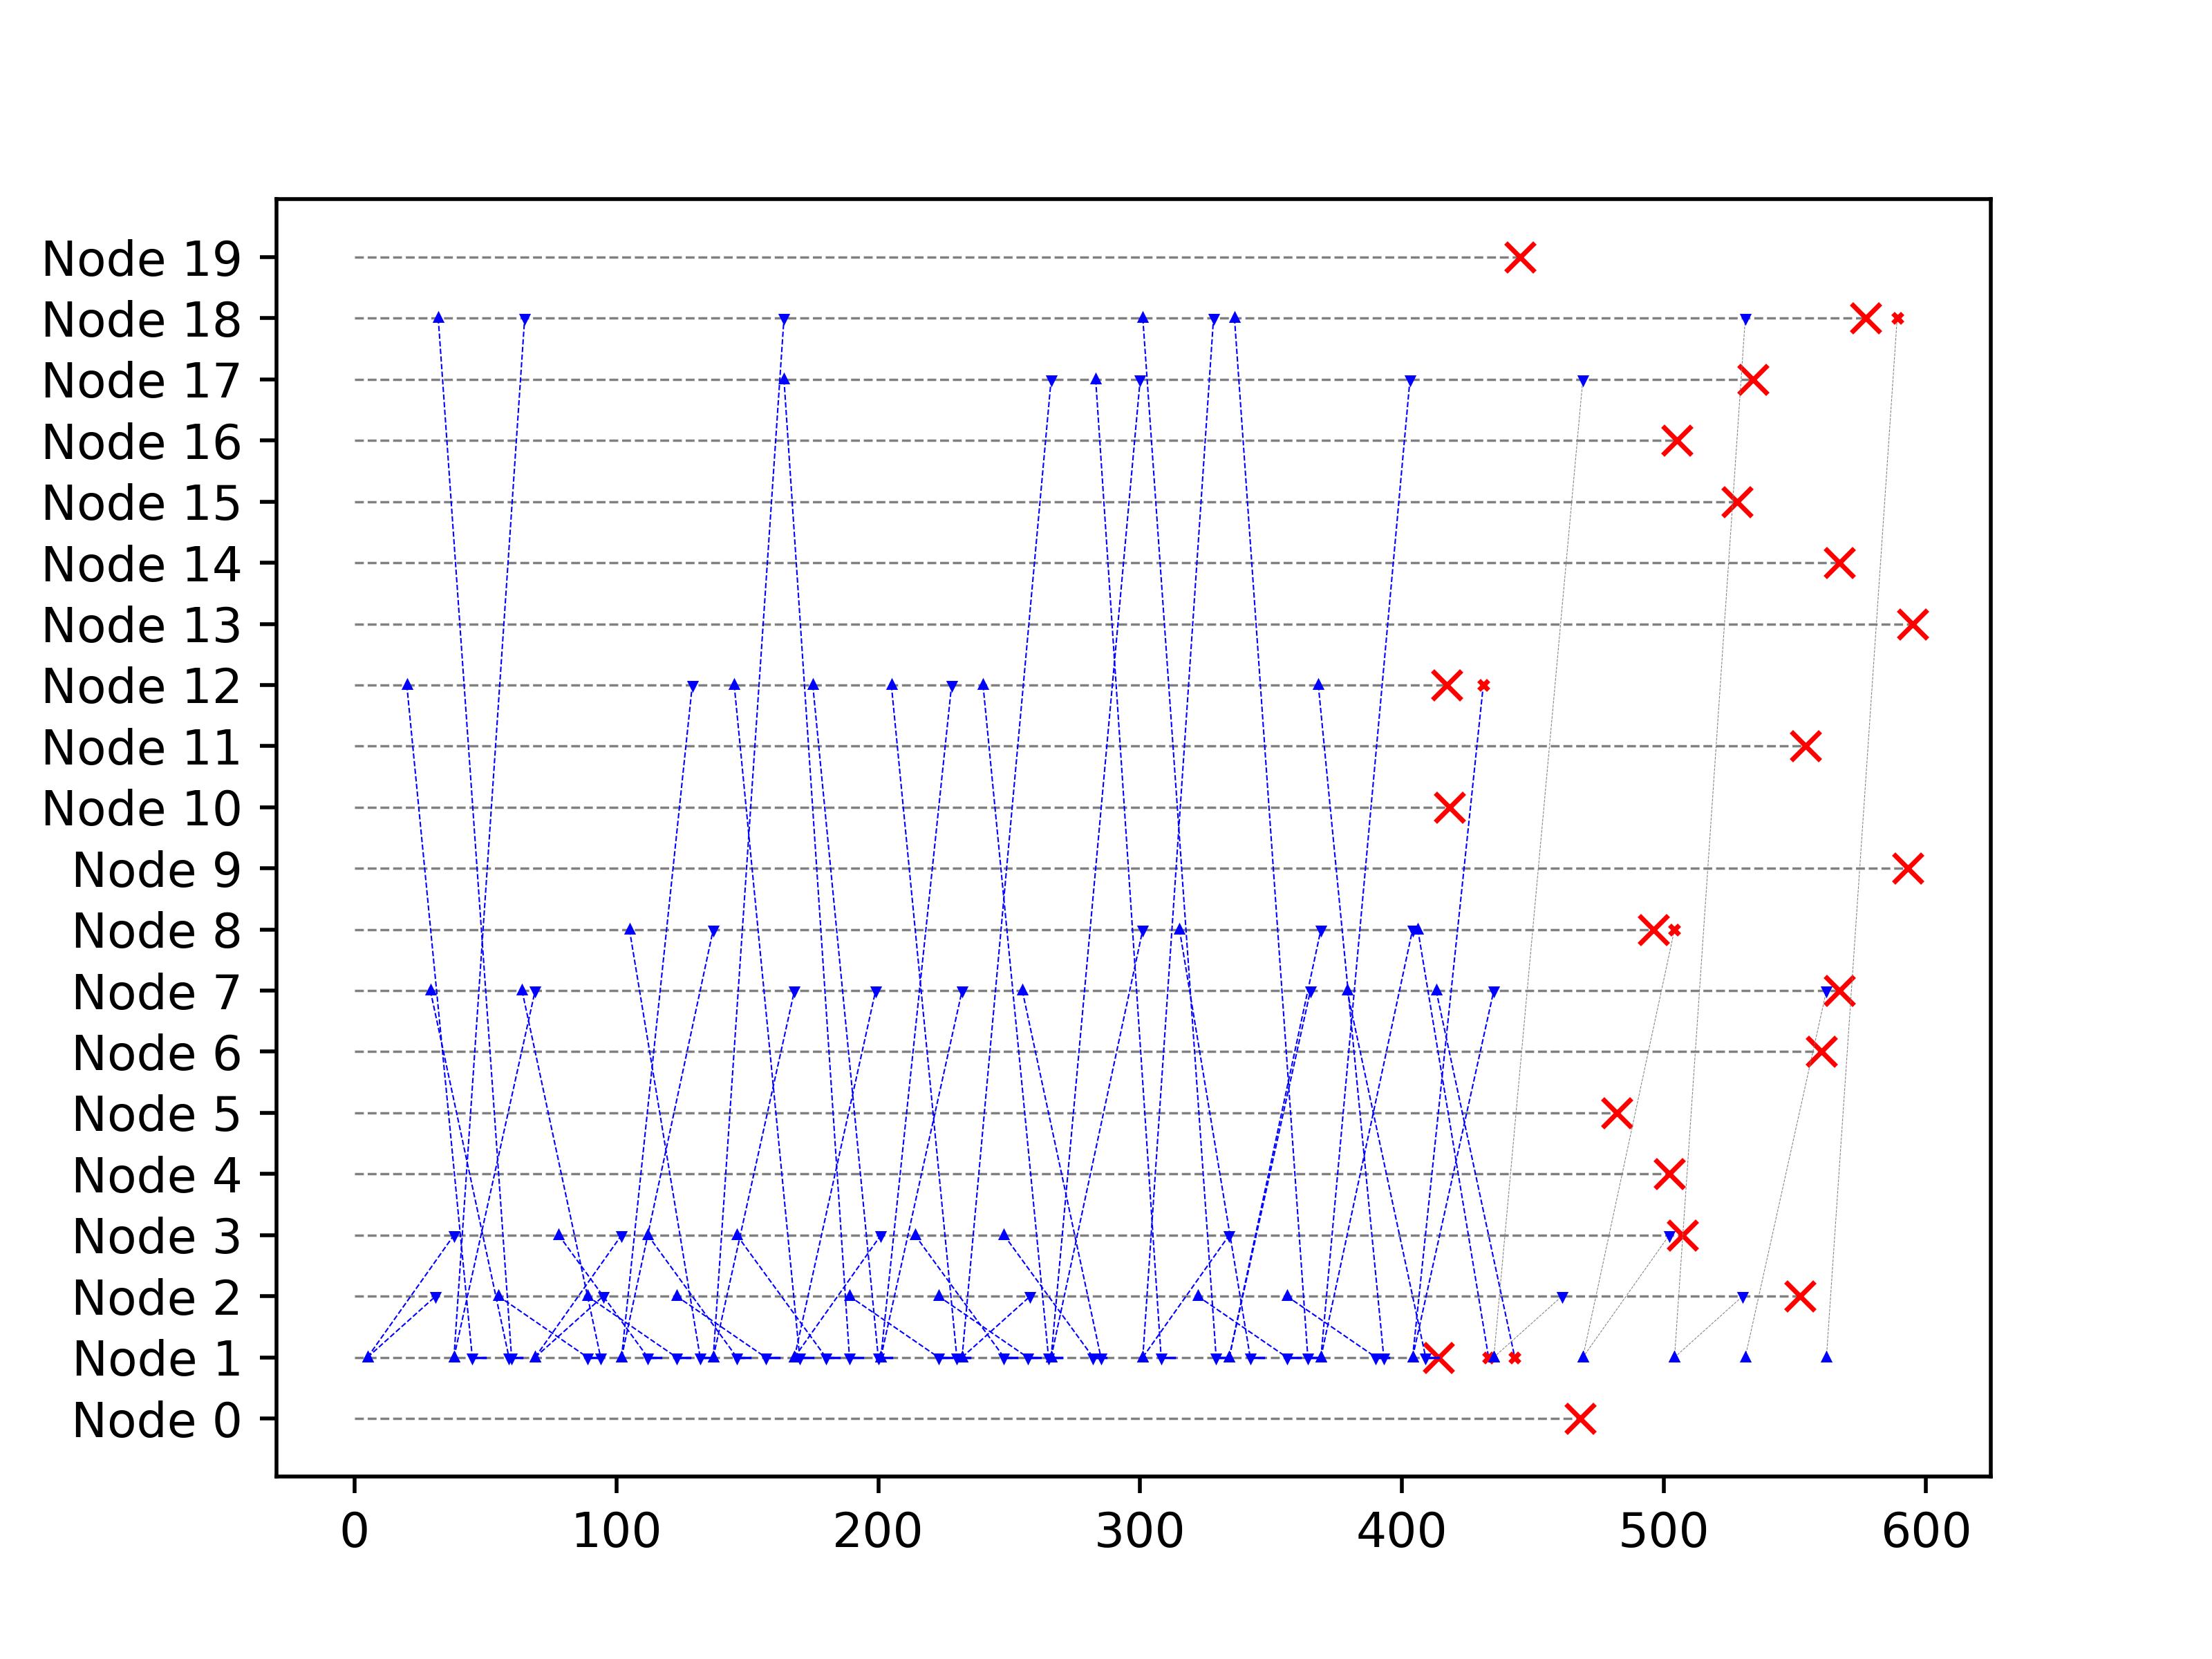 Node 19
Node 18
Node 17
Node 16
Node 15
Node 14
Node 13
Node 12
Node 11
Node 10
Node 9
Node 8
Node 7
Node 6
Node 5
Node 4
Node 3
Node 2
Node 1
Node 0
0 100 200 300 400 500 600